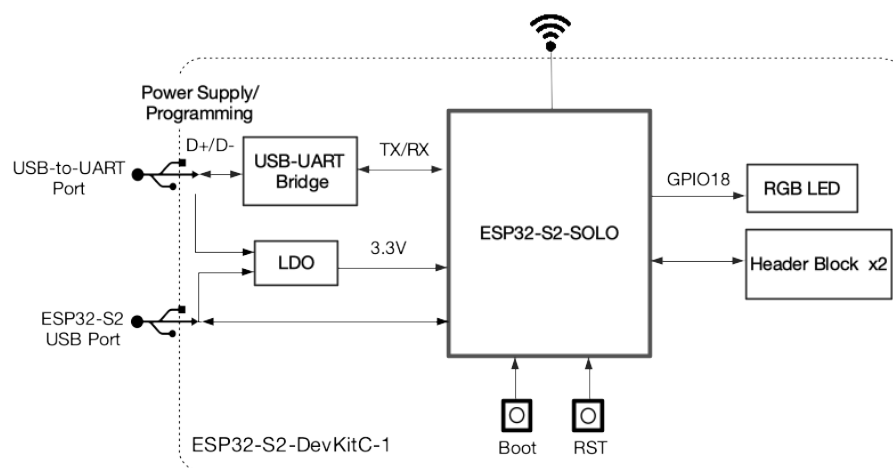 Power Supply/
Programming
D+/D-
USB-to-UART
Port
USB-UART
Bridge
TX/RX
GPIO18
RGB LED
ESP32-S2-SOLO
LDO
3.3V
Header Block x2
ESP32-S2
USB Port
Boot
RST
ESP32-S2-DevKitC-1